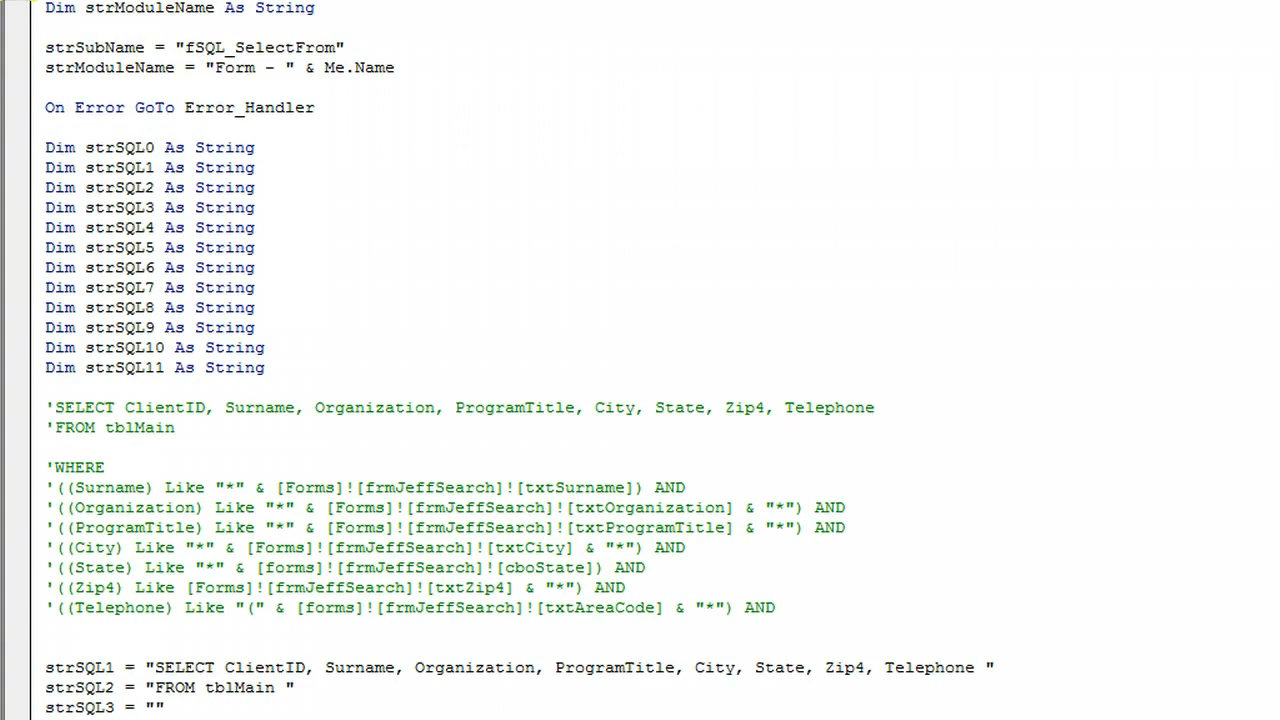 Dim strModuleName As String
strSubName = "fSQL_SelectFrom"
strModuleName = "Form - " & Me.Name
On Error GoTo Error_Handler
Dim strSQL0 As String
Dim strSQL1 As String
Dim strSQL2 As String
Dim strSQL3 As String
Dim strSQL4 As String
Dim strSQL5 As String
Dim strSQL6 As String
Dim strSQL7 As String
Dim strSQL8 As String
Dim strSQL9 As String
Dim strSQL10 As String
Dim strSQL11 As String
'SELECT ClientID, Surname, Organization, ProgramTitle, City, State, Zip4, Telephone
'FROM tblMain
'WHERE
'((Surname) Like "*" & [Forms]![frmJeffSearch]![txtSurname]) AND
'((Organization) Like "*" & [Forms]![frmJeffSearch]![txtOrganization] & "*") AND
'((ProgramTitle) Like "*" & [Forms]![frmJeffSearch]![txtProgramTitle] & "*") AND
'((City) Like "*" & [Forms]![frmJeffSearch]![txtCity] & "*") AND
'((State) Like "*" & [forms]![frmJeffSearch]![cboState]) AND
'((Zip4) Like [Forms]![frmJeffSearch]![txtZip4] & "*") AND
'((Telephone) Like "(" & [forms]![frmJeffSearch]![txtAreaCode] & "*") AND
strSQL1 = "SELECT ClientID, Surname, Organization, ProgramTitle, City, State, Zip4, Telephone "
strSQL2 = "FROM tblMain "
strSQL3 = ""